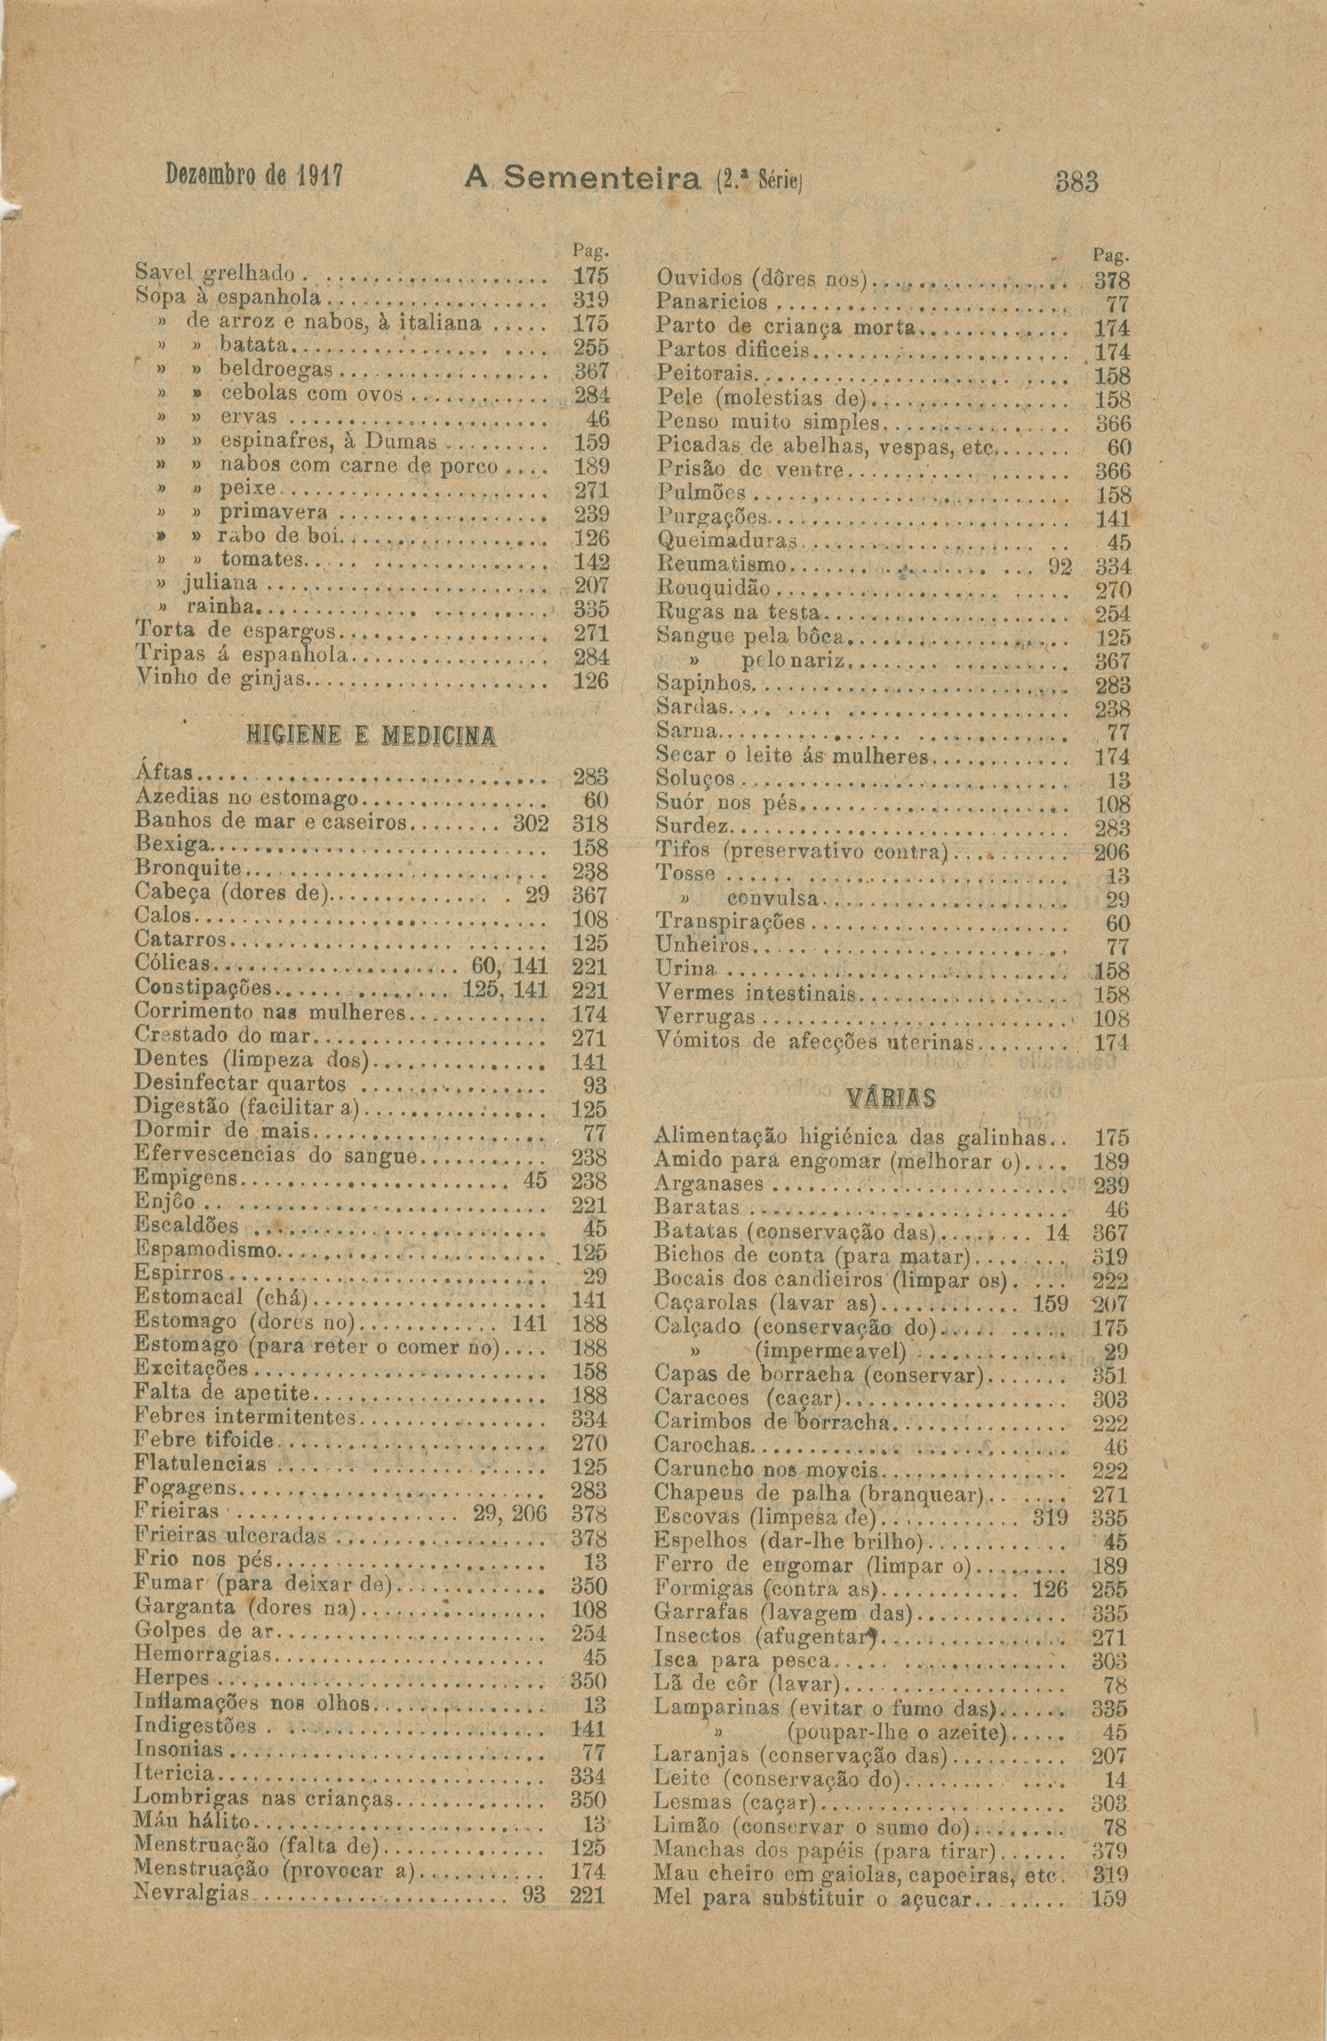 Dezembro de 1917 A Sementeira (2.ª Série) 383
Pag.
Savel grelhado . .................... 175
Sopa à espanhola .................... 319
» de arroz e nabos, à italiana ..... 175
» » batata......................... 255
» » beldroegas .................... 367
» » cebolas com ovos .............. 284
» » ervas ......................... 46
» » espinafres, à Dumas ........... 159
» » nabos com carne de porco .... 189
» » peixe ......................... 271
» » primavera ..................... 239
» » rabo de boi.................... 126
» » tomates........................ 142
» juliana .......................... 207
» rainha............................ 335
Torta de espargos.................... 271
Tripas á espanhola................... 284
Vinho de ginjas...................... 126
HIGIENE E MEDICINA
Áftas................................ 283
Azedias no estomago.................. 60
Banhos de mar e caseiros........ 302 318
Bexiga............................... 158
Bronquite............................ 238
Cabeça (dores de)................ 29 367
Calos................................ 108
Catarros............................. 125
Cólicas..................... 60, 141 221
Constipações............... 125, 141 221
Corrimento nas mulheres.............. 174
Crestado do mar...................... 271
Dentes (limpeza dos)................. 141
Desinfectar quartos ................. 93
Digestão (facilitar a)............... 125
Dormir de mais....................... 77
Efervescencias do sangue............. 238
Empigens......................... 45 238
Enjôo ............................... 221
Escaldões ........................... 45
Espamodismo.......................... 125
Espirros............................. 29
Estomacal (chá)...................... 141
Estomago (dores no)............. 141 188
Estomago (para reter o comer no).... 188
Excitações .......................... 158
Falta de apetite..................... 188
Febres intermitentes................. 334
Febre tifoide........................ 270
Flatulencias ........................ 125
Fogagens............................. 283
Frieiras ................... 29, 206 378
Frieiras ulceradas .................. 378
Frio nos pés......................... 13
Fumar (para deixar de)............... 350
Garganta (dores na).................. 108
Golpes de ar......................... 254
Hemorragias.......................... 45
Herpes .............................. 350
Inflamações nos olhos................ 13
Indigestões . ....................... 141
Insonias ............................ 77
Itericia............................. 334
Lombrigas nas crianças............... 350
Máu hálito........................... 13
Menstruação (falta de)............... 125
Menstruação (provocar a)............. 174
Nevralgias....................... 93 221
Pag.
Ouvidos (dôres nos).................. 378
Panaricios .......................... 77
Parto de criança morta............... 174
Partos dificeis...................... 174
Peitorais............................ 158
Pele (molestias de).................. 158
Penso muito simples.................. 366
Picadas de abelhas, vespas, etc....... 60
Prisão de ventre..................... 366
Pulmões ............................. 158
Purgações............................ 141
Queimaduras.......................... 45
Reumatismo....................... 92 334
Rouquidão............................ 270
Rugas na testa....................... 254
Sangue pela bôca..................... 125
» pelo nariz......................... 367
Sapinhos............................. 283
Sardas............................... 238
Sarna................................ 77
Secar o leite ás mulheres............ 174
Soluços ............................. 13
Suór nos pés......................... 108
Surdez............................... 283
Tifos (preservativo contra).......... 206
Tosse ............................... 13
» convulsa........................... 29
Transpirações ....................... 60
Unheiros............................. 77
Urina ............................... 158
Vermes intestinais................... 158
Verrugas ............................ 108
Vómitos de afecções uterinas......... 174
VÁRIAS
Alimentação higiénica das galinhas.. 175
Amido para engomar (melhorar o).... 189
Arganases ........................... 239
Baratas ............................. 46
Batatas (conservação das)........ 14 367
Bichos de conta (para matar)........ 319
Bocais dos candieiros (limpar os).... 222
Caçarolas (lavar as)............ 159 207
Calçado (conservação do)............. 175
» (impermeavel) ..................... 29
Capas de borracha (conservar)....... 351
Caracoes (caçar)..................... 303
Carimbos de borracha................. 222
Carochas............................. 46
Caruncho nos moveis.................. 222
Chapeus de palha (branquear)........ 271
Escovas (limpesa de)............ 319 335
Espelhos (dar-lhe brilho)............ 45
Ferro de engomar (limpar o)......... 189
Formigas (contra as)............ 126 255
Garrafas (lavagem das)............... 335
Insectos (afugentar)................. 271
Isca para pesca...................... 303
Lã de côr (lavar).................... 78
Lamparinas (evitar o fumo das)...... 335
» (poupar-lhe o azeite)..... 45
Laranjas (conservação das).......... 207
Leite (conservação do)............... 14
Lesmas (caçar)....................... 303
Limão (conservar o sumo do)......... 78
Manchas dos papéis (para tirar)...... 379
Mau cheiro em gaiolas, capoeiras, etc. 319
Mel para substituir o açucar......... 159